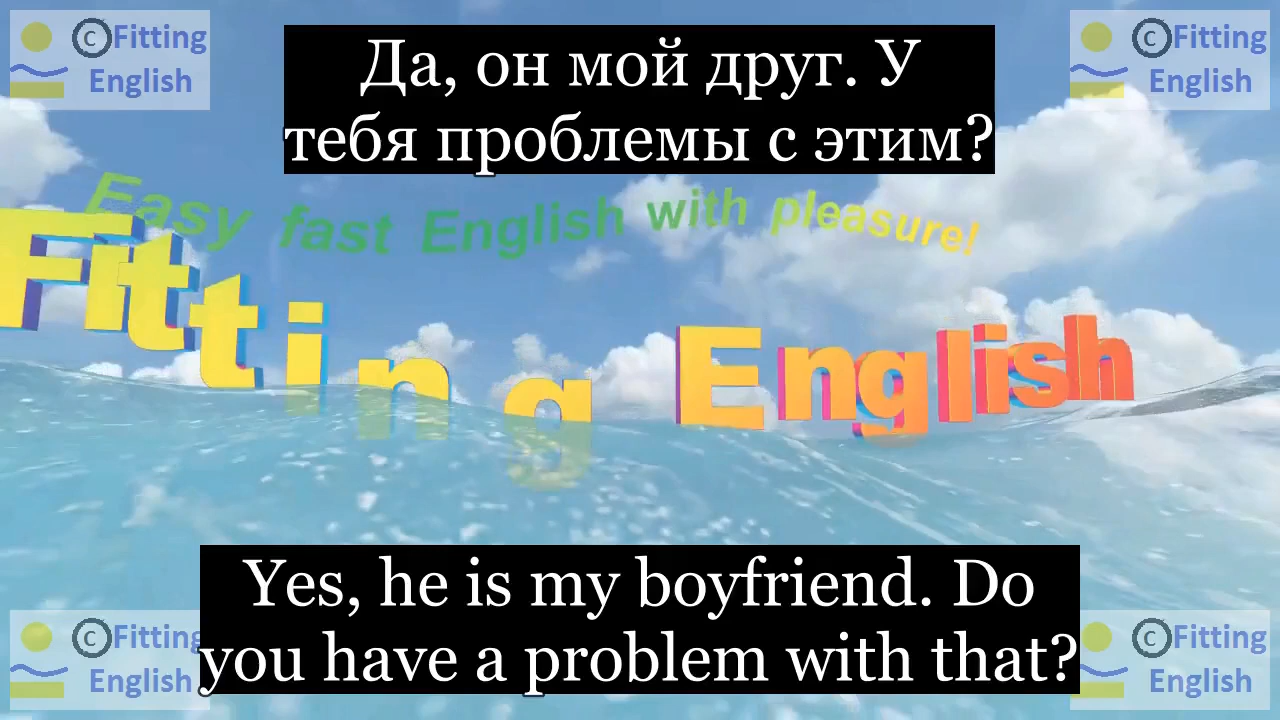 © Fitting
English
© Fitting
English
Да, он мой друг. У
тебя проблемы с этим?
Easy fast English with pleasure!
Fitting English
Yes, he is my boyfriend. Do
you have a problem with that?
© Fitting
English
© Fitting
English